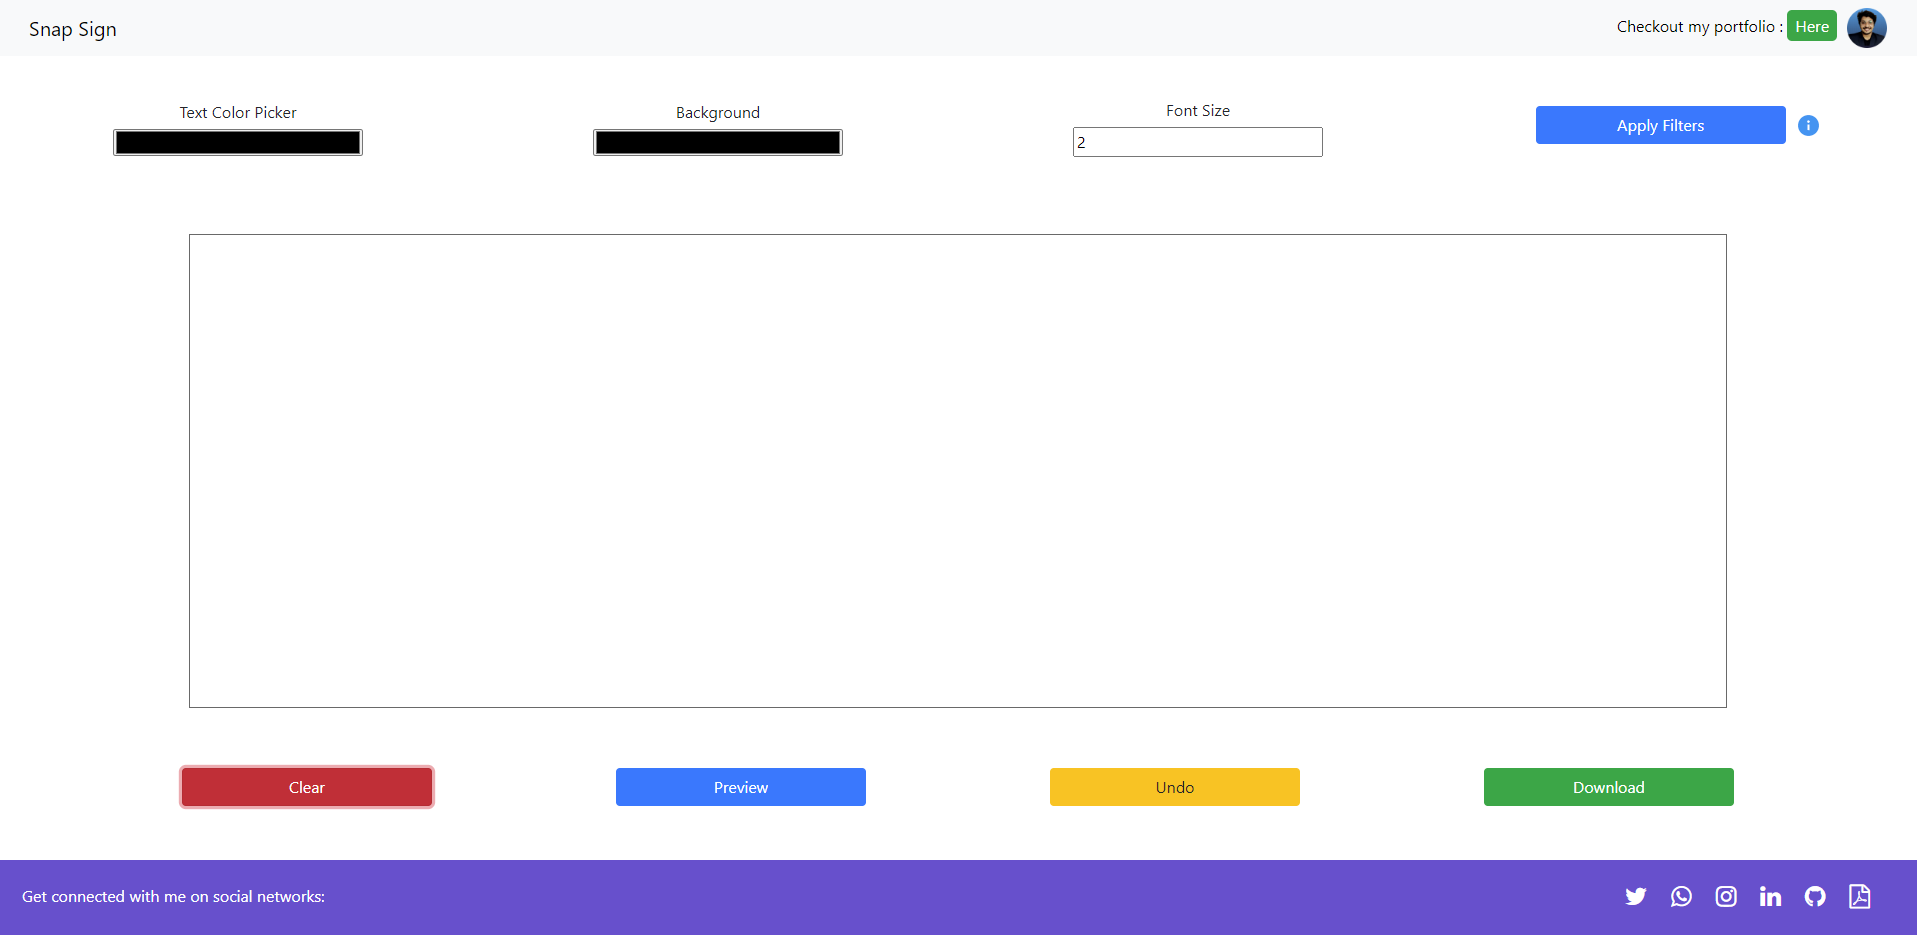 Snap Sign
Checkout my portfolio : Here
Text Color Picker
Background
Font Size
2
Apply Filters
Clear
Preview
Undo
Download
Get connected with me on social networks: